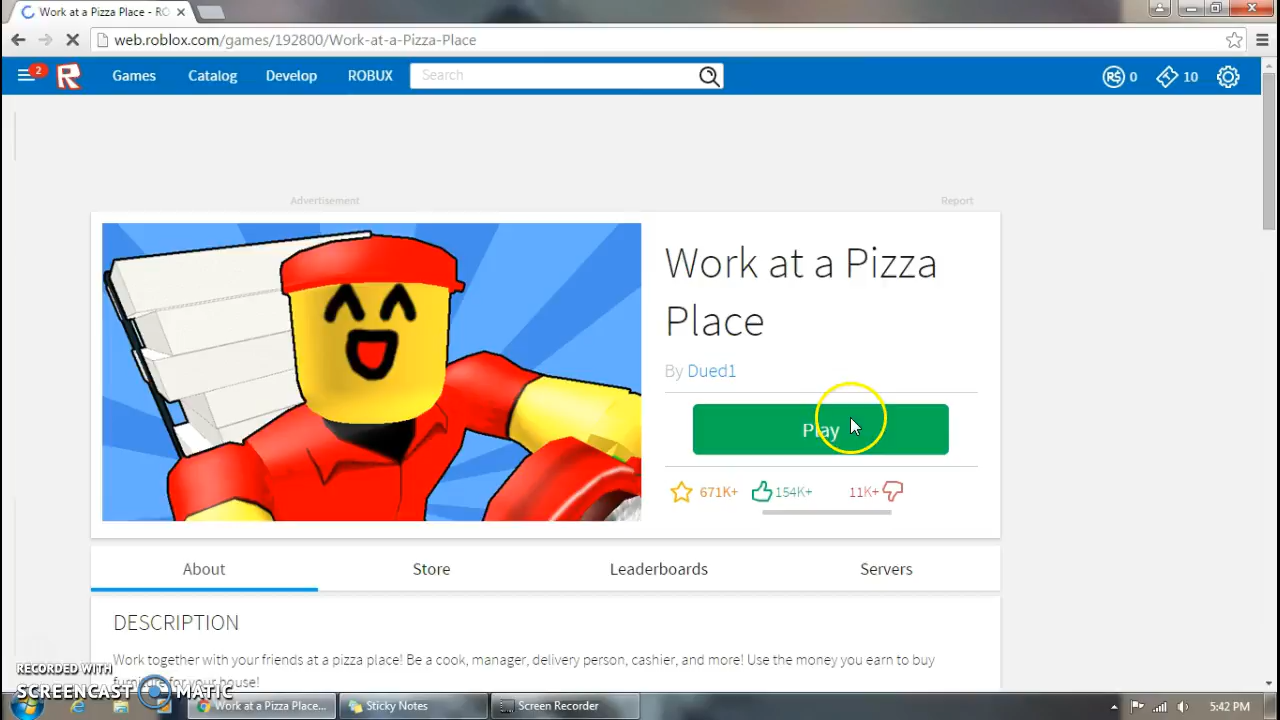 Work at a Pizza Place - RO
web.roblox.com/games/192800/Work-at-a-Pizza-Place
2
R
Games
Catalog
Develop
ROBUX
Search
R$ 0
10
Advertisement
Report
Work at a Pizza
Place
By Dued1
Play
671K+
154K+
11K+
About
Store
Leaderboards
Servers
DESCRIPTION
Work together with your friends at a pizza place! Be a cook, manager, delivery person, cashier, and more! Use the money you earn to buy
furniture for your house!
RECORDED WITH
SCREENCAST MATIC
Work at a Pizza Place...
Sticky Notes
Screen Recorder
5:42 PM